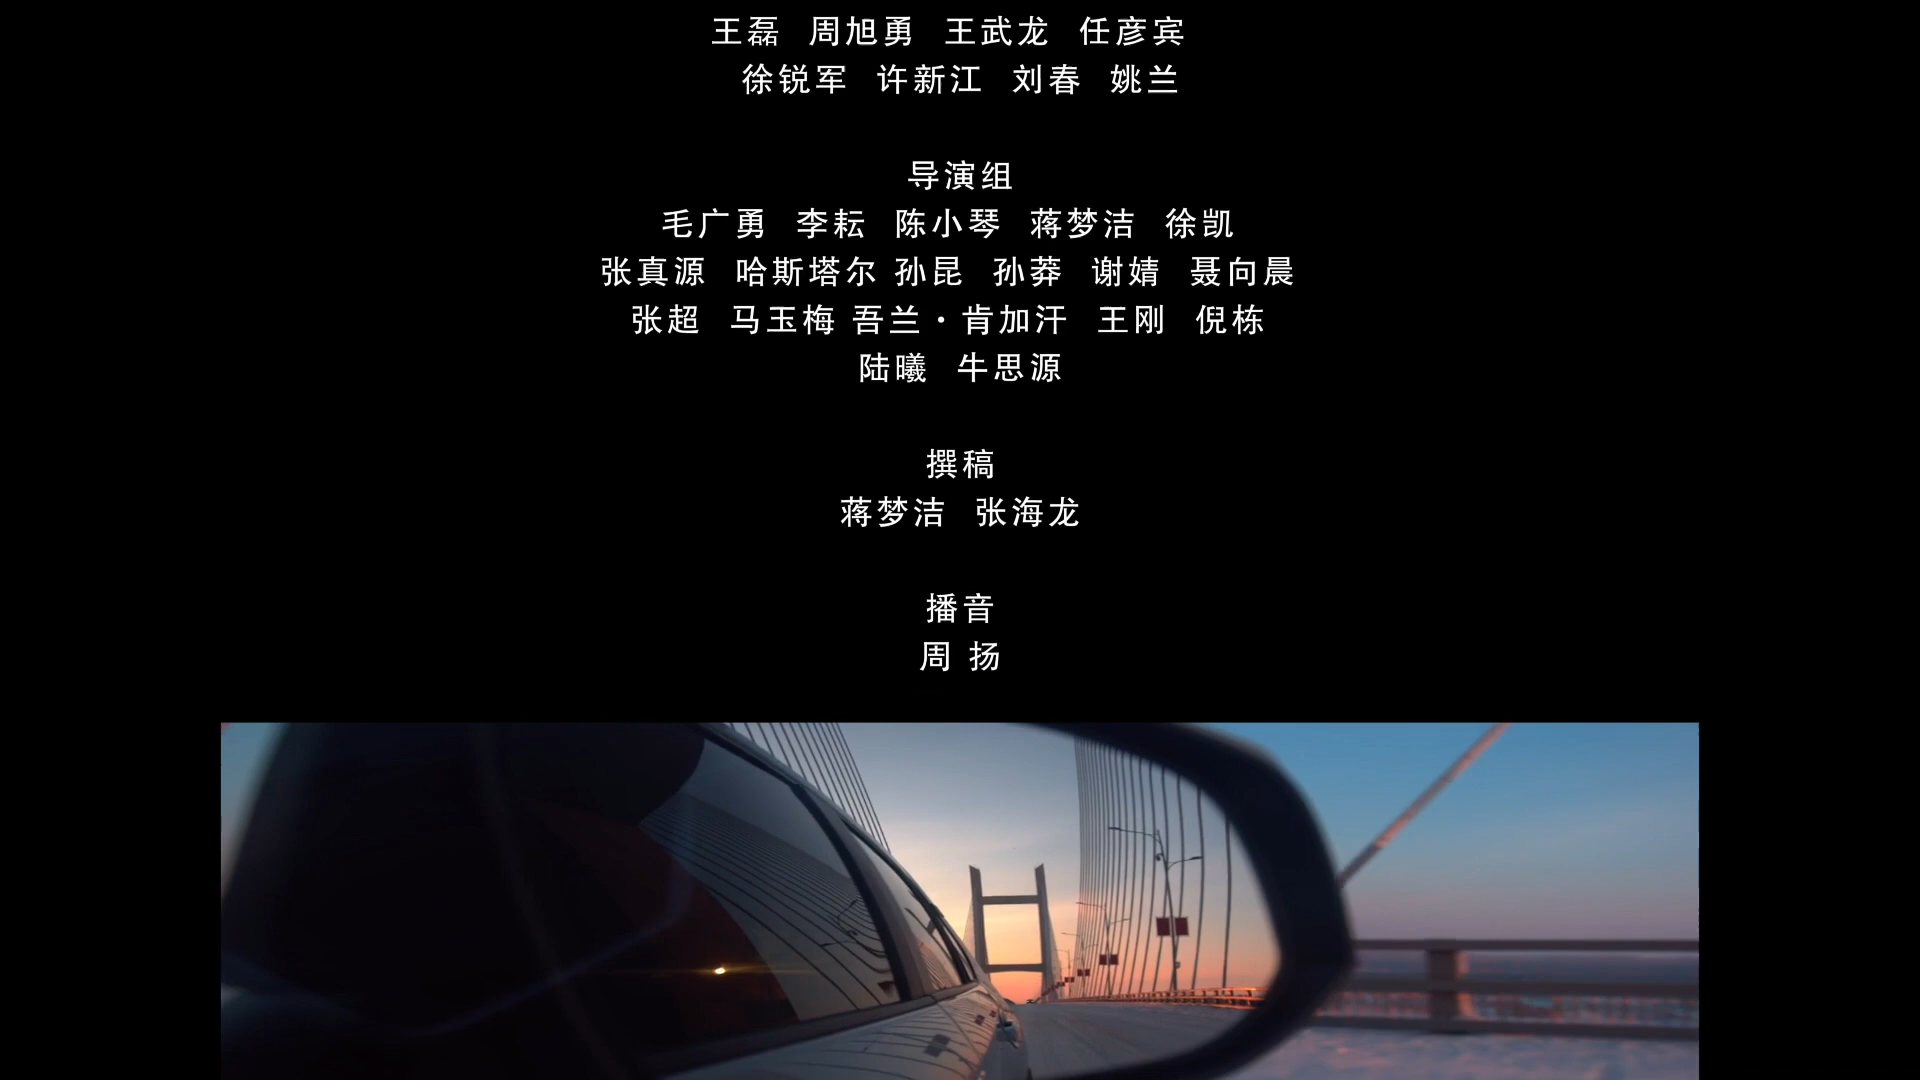 王磊 周旭勇 王武龙 任彦宾
徐锐军 许新江 刘春 姚兰
导演组
毛广勇 李耘 陈小琴 蒋梦洁 徐凯
张真源 哈斯塔尔 孙昆 孙莽 谢婧 聂向晨
张超 马玉梅 吾兰·肯加汗 王刚 倪栋
陆曦 牛思源
撰稿
蒋梦洁 张海龙
播音
周 扬